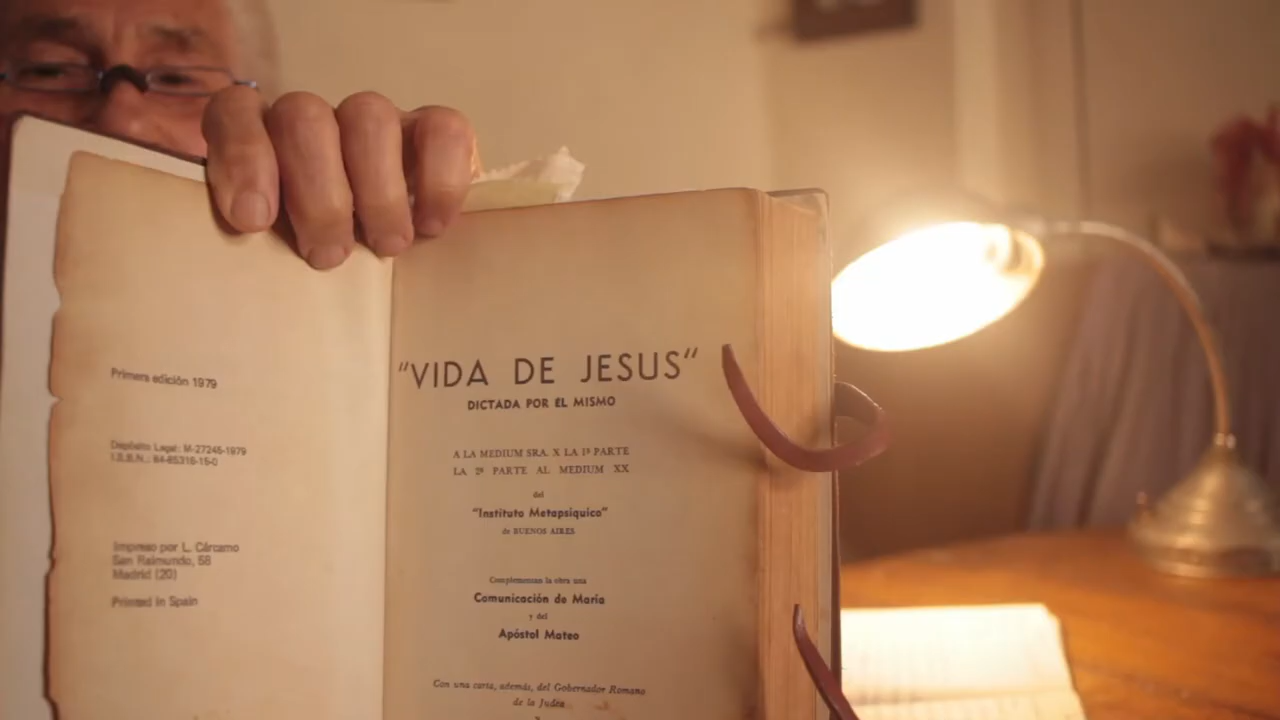 Primera edición 1979
Depósito Legal: M-27245-1979
I.S.B.N.: 84-85316-15-0
Impreso por L. Cárcamo
San Raimundo, 58
Madrid (20)
Printed in Spain
"VIDA DE JESUS"
DICTADA POR ÉL MISMO
A LA MEDIUM SRA. X LA 1ª PARTE
LA 2ª PARTE AL MEDIUM XX
del
"Instituto Metapsíquico"
de BUENOS AIRES
Complementan la obra una
Comunicación de María
y del
Apóstol Mateo
Con una carta, además, del Gobernador Romano
de la Judea